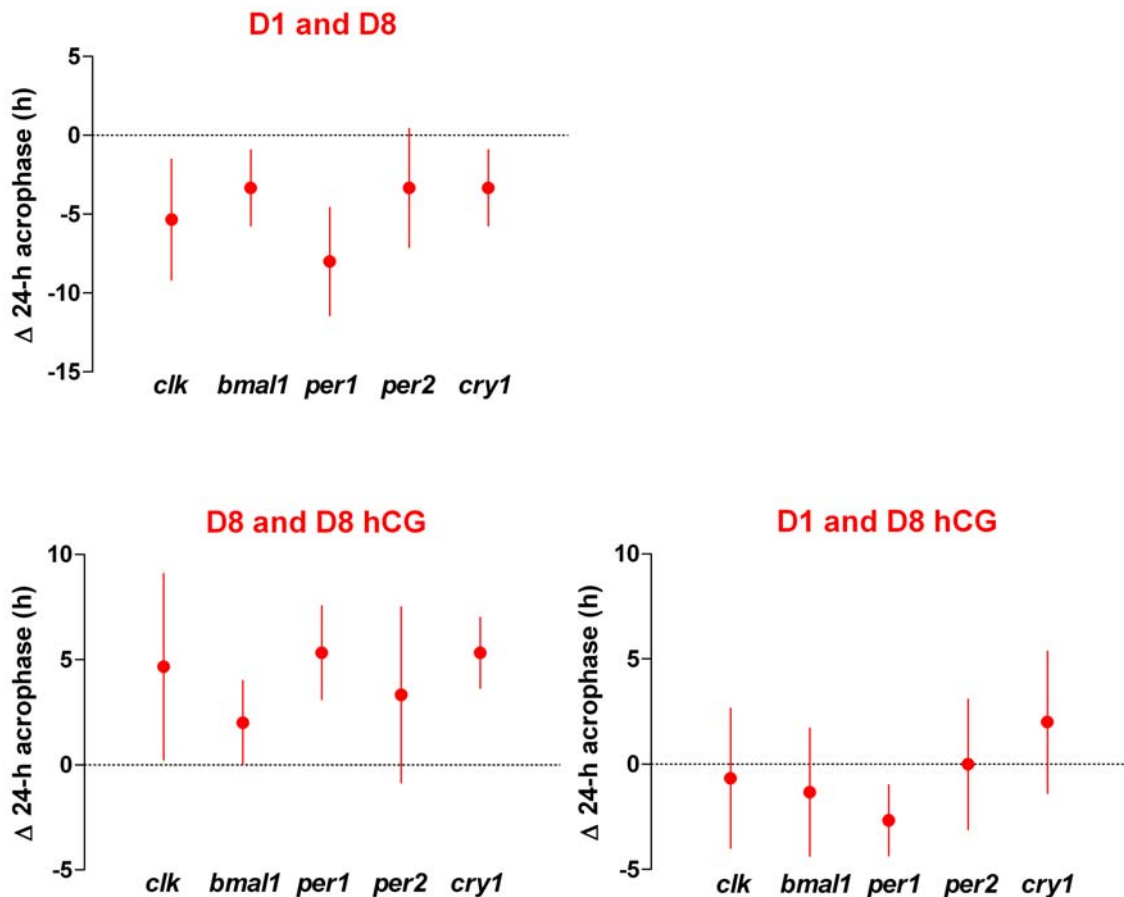 D1 and D8
Δ 24-h acrophase (h)
5
0
-5
-10
-15
clk bmal1 per1 per2 cry1
D8 and D8 hCG
Δ 24-h acrophase (h)
10
5
0
-5
clk bmal1 per1 per2 cry1
D1 and D8 hCG
Δ 24-h acrophase (h)
10
5
0
-5
clk bmal1 per1 per2 cry1